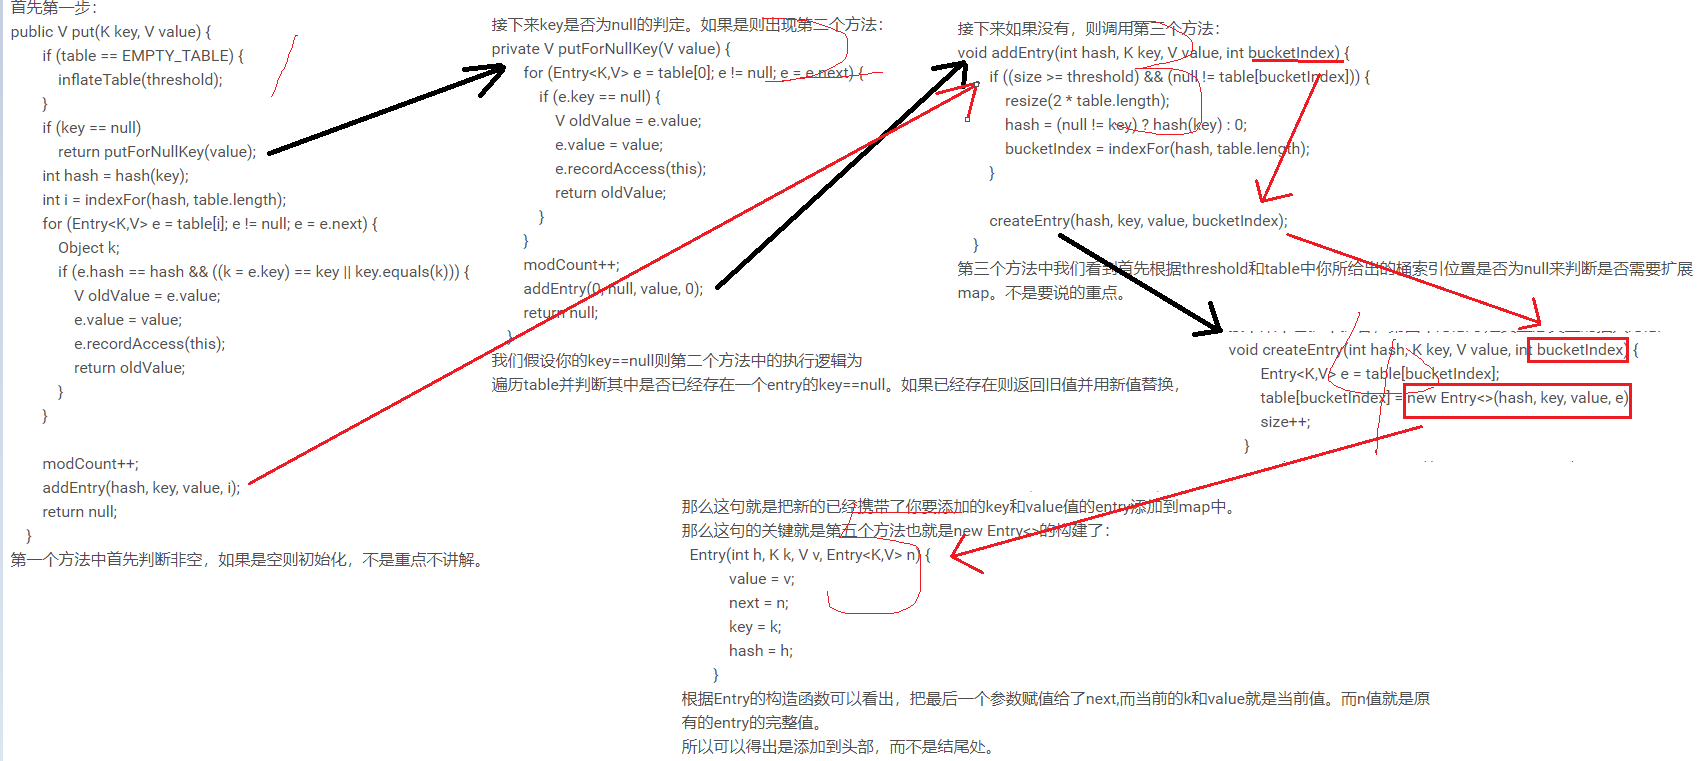 首先第一步：
public V put(K key, V value) {
if (table == EMPTY_TABLE) {
inflateTable(threshold);
}
if (key == null)
return putForNullKey(value);
int hash = hash(key);
int i = indexFor(hash, table.length);
for (Entry<K,V> e = table[i]; e != null; e = e.next) {
Object k;
if (e.hash == hash && ((k = e.key) == key || key.equals(k))) {
V oldValue = e.value;
e.value = value;
e.recordAccess(this);
return oldValue;
}
}
modCount++;
addEntry(hash, key, value, i);
return null;
}
第一个方法中首先判断非空，如果是空则初始化，不是重点不讲解。
接下来key是否为null的判定。如果是则出现第二个方法：
private V putForNullKey(V value) {
for (Entry<K,V> e = table[0]; e != null; e = e.next) {
if (e.key == null) {
V oldValue = e.value;
e.value = value;
e.recordAccess(this);
return oldValue;
}
}
modCount++;
addEntry(0, null, value, 0);
return null;
}
我们假设你的key==null则第二个方法中的执行逻辑为
遍历table并判断其中是否已经存在一个entry的key==null。如果已经存在则返回旧值并用新值替换，
接下来如果没有，则调用第三个方法：
void addEntry(int hash, K key, V value, int bucketIndex) {
if ((size >= threshold) && (null != table[bucketIndex])) {
resize(2 * table.length);
hash = (null != key) ? hash(key) : 0;
bucketIndex = indexFor(hash, table.length);
}
createEntry(hash, key, value, bucketIndex);
}
第三个方法中我们看到首先根据threshold和table中你所给出的桶索引位置是否为null来判断是否需要扩展
map。不是要说的重点。
void createEntry(int hash, K key, V value, int bucketIndex) {
Entry<K,V> e = table[bucketIndex];
table[bucketIndex] = new Entry<>(hash, key, value, e)
size++;
}
那么这句就是把新的已经携带了你要添加的key和value值的entry添加到map中。
那么这句的关键就是第五个方法也就是new Entry<>的构建了：
Entry(int h, K k, V v, Entry<K,V> n) {
value = v;
next = n;
key = k;
hash = h;
}
根据Entry的构造函数可以看出，把最后一个参数赋值给了next,而当前的k和value就是当前值。而n值就是原
有的entry的完整值。
所以可以得出是添加到头部，而不是结尾处。